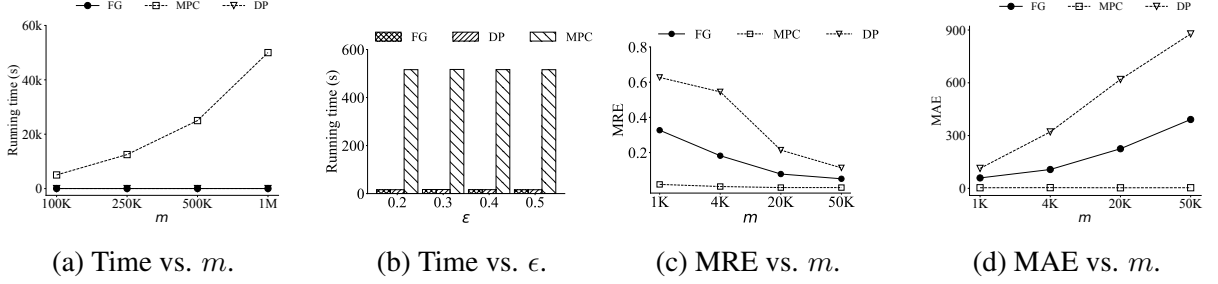 FG MPC DP
60k
40k
20k
0
Running time (s)
100K 250K 500K 1M
m
(a) Time vs. m.
FG DP MPC
600
400
200
0
Running time (s)
0.2 0.3 0.4 0.5
ε
(b) Time vs. ϵ.
FG MPC DP
0.8
0.6
0.4
0.2
MRE
1K 4K 20K 50K
m
(c) MRE vs. m.
FG MPC DP
900
600
300
0
MAE
1K 4K 20K 50K
m
(d) MAE vs. m.